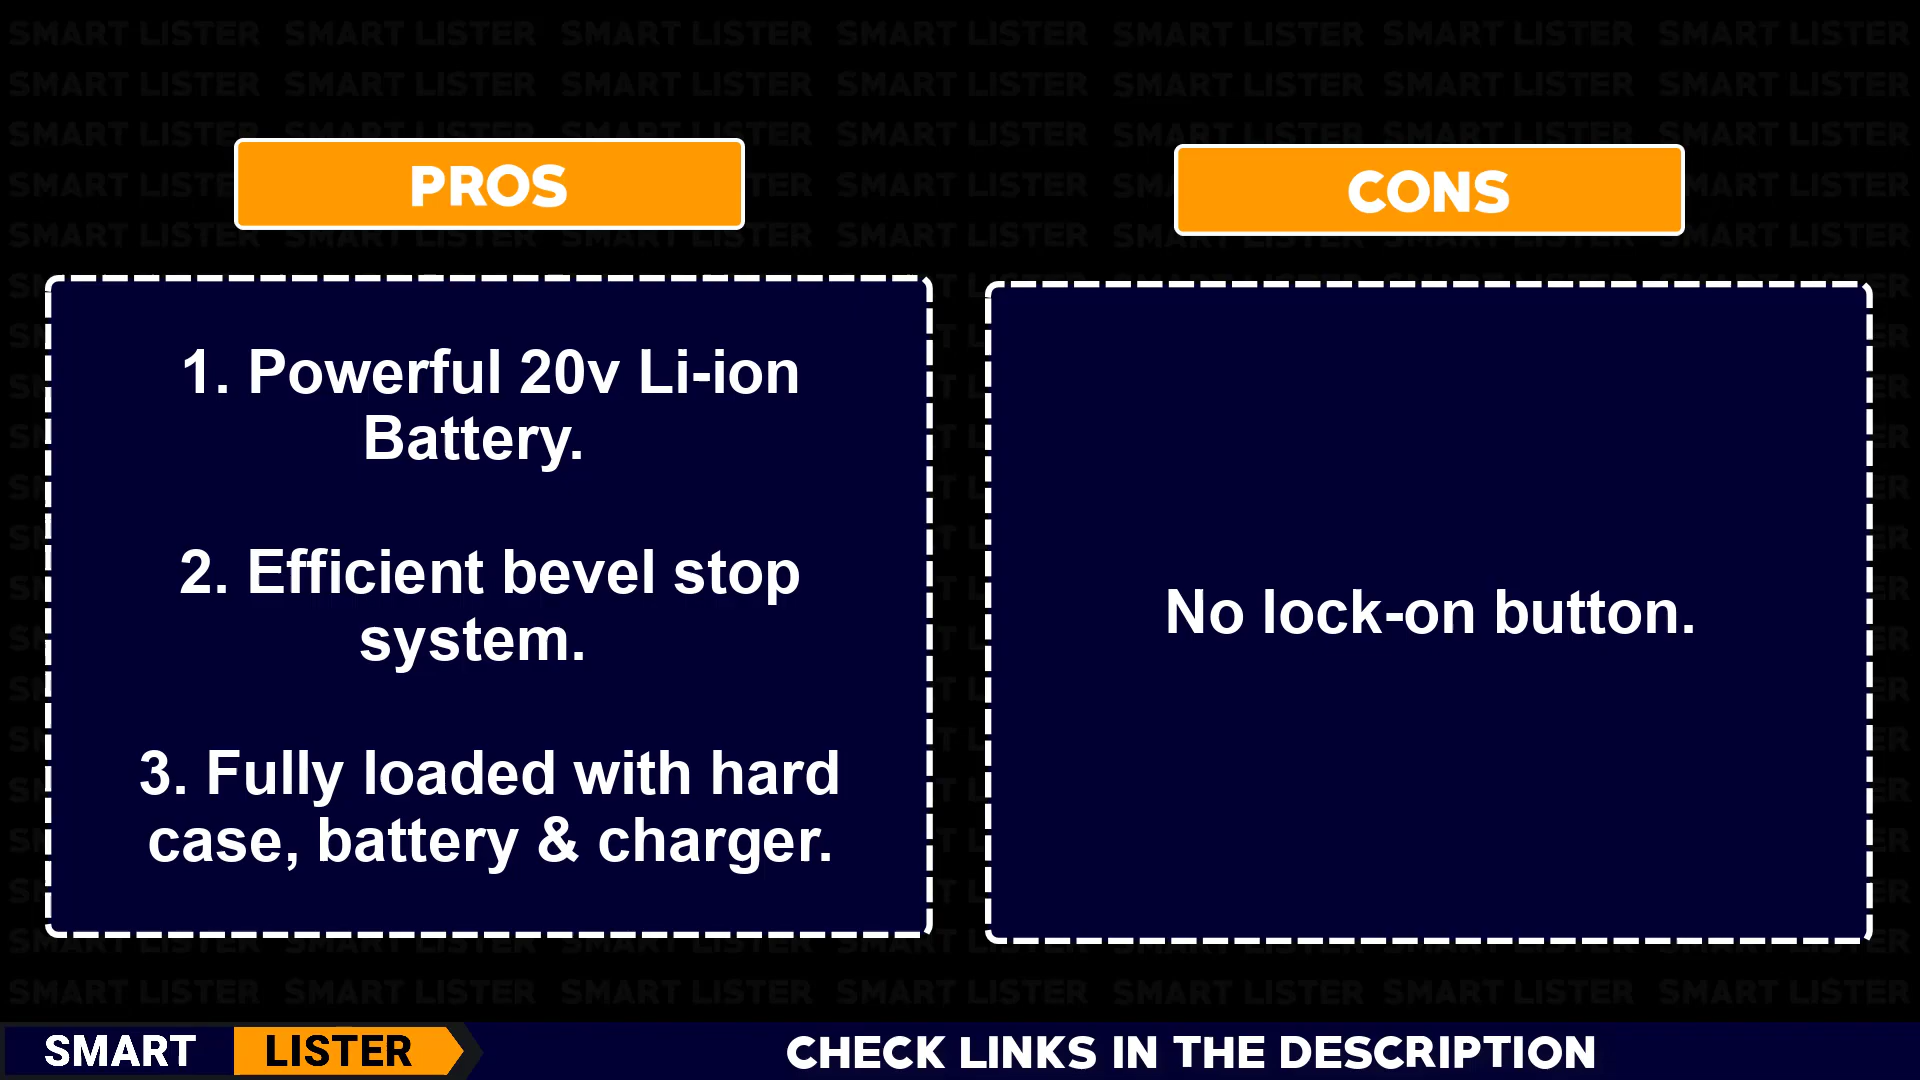 PROS
1. Powerful 20v Li-ion
Battery.
2. Efficient bevel stop
system.
3. Fully loaded with hard
case, battery & charger.
CONS
No lock-on button.
SMART LISTER
CHECK LINKS IN THE DESCRIPTION